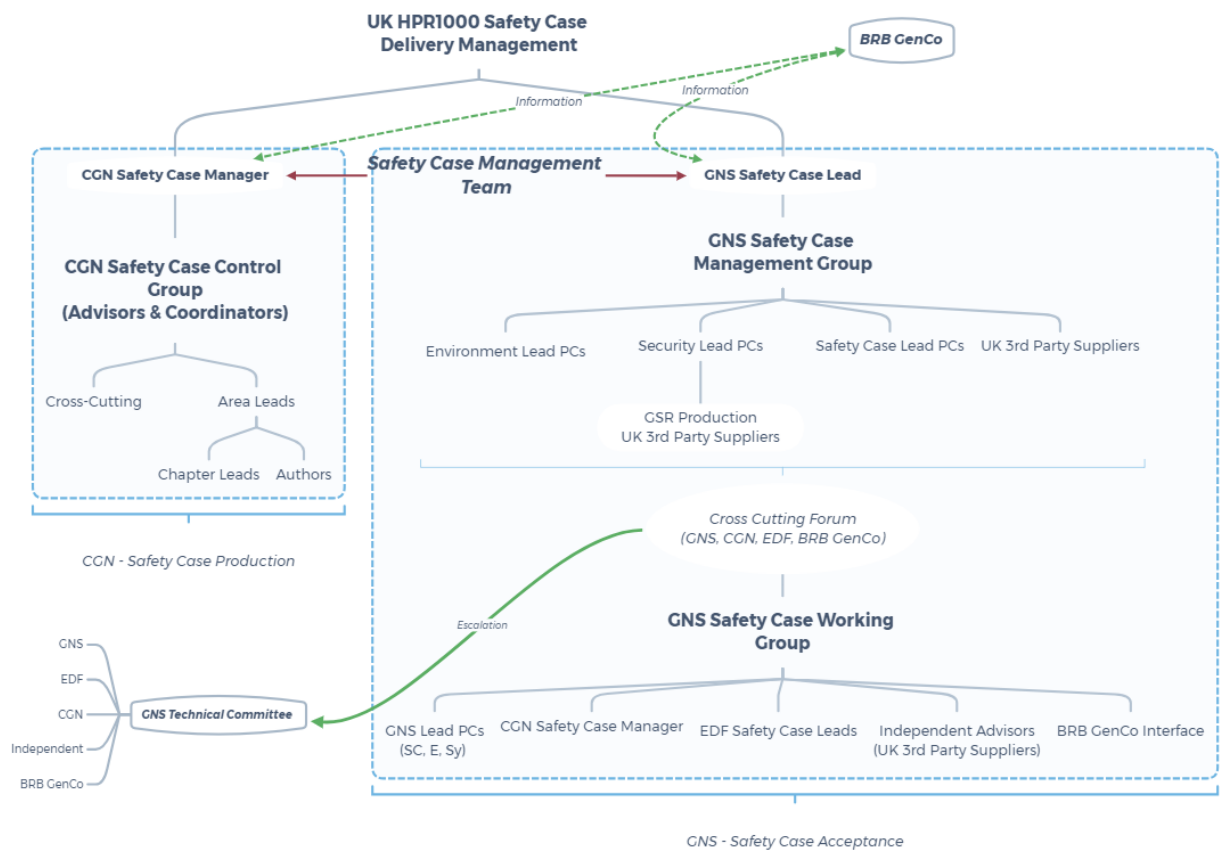 UK HPR1000 Safety Case
Delivery Management
BRB GenCo
Information
Information
CGN Safety Case Manager
Safety Case Management
Team
GNS Safety Case Lead
CGN Safety Case Control
Group
(Advisors & Coordinators)
Cross-Cutting
Area Leads
Chapter Leads
Authors
CGN - Safety Case Production
GNS Safety Case
Management Group
Environment Lead PCs
Security Lead PCs
Safety Case Lead PCs
UK 3rd Party Suppliers
GSR Production
UK 3rd Party Suppliers
Cross Cutting Forum
(GNS, CGN, EDF, BRB GenCo)
Escalation
GNS Safety Case Working
Group
GNS Lead PCs
(SC, E, Sy)
CGN Safety Case Manager
EDF Safety Case Leads
Independent Advisors
(UK 3rd Party Suppliers)
BRB GenCo Interface
GNS
EDF
CGN
Independent
BRB GenCo
GNS Technical Committee
GNS - Safety Case Acceptance